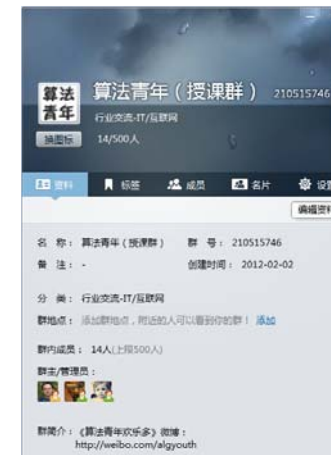 算法
青年
算法青年（授课群） 210515746
行业交流-IT/互联网
换图标 14/500人
资料 标签 成员 名片 设
编辑资料
名 称： 算法青年（授课群） 群 号： 210515746
备 注： - 创建时间： 2012-02-02
分 类： 行业交流-IT/互联网
群地点： 添加群地点，附近的人可以看到你的群！ 添加
群内成员： 14人(上限500人)
群主/管理员：
群简介： 《算法青年欢乐多》微博：
http://weibo.com/algyouth